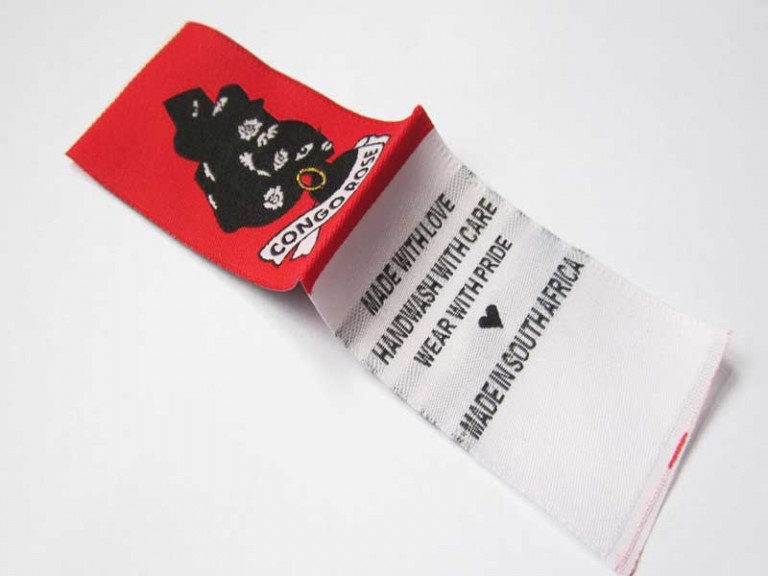 CONGO ROSE
MADE WITH LOVE
HANDWASH WITH CARE
WEAR WITH PRIDE
MADE IN SOUTH AFRICA